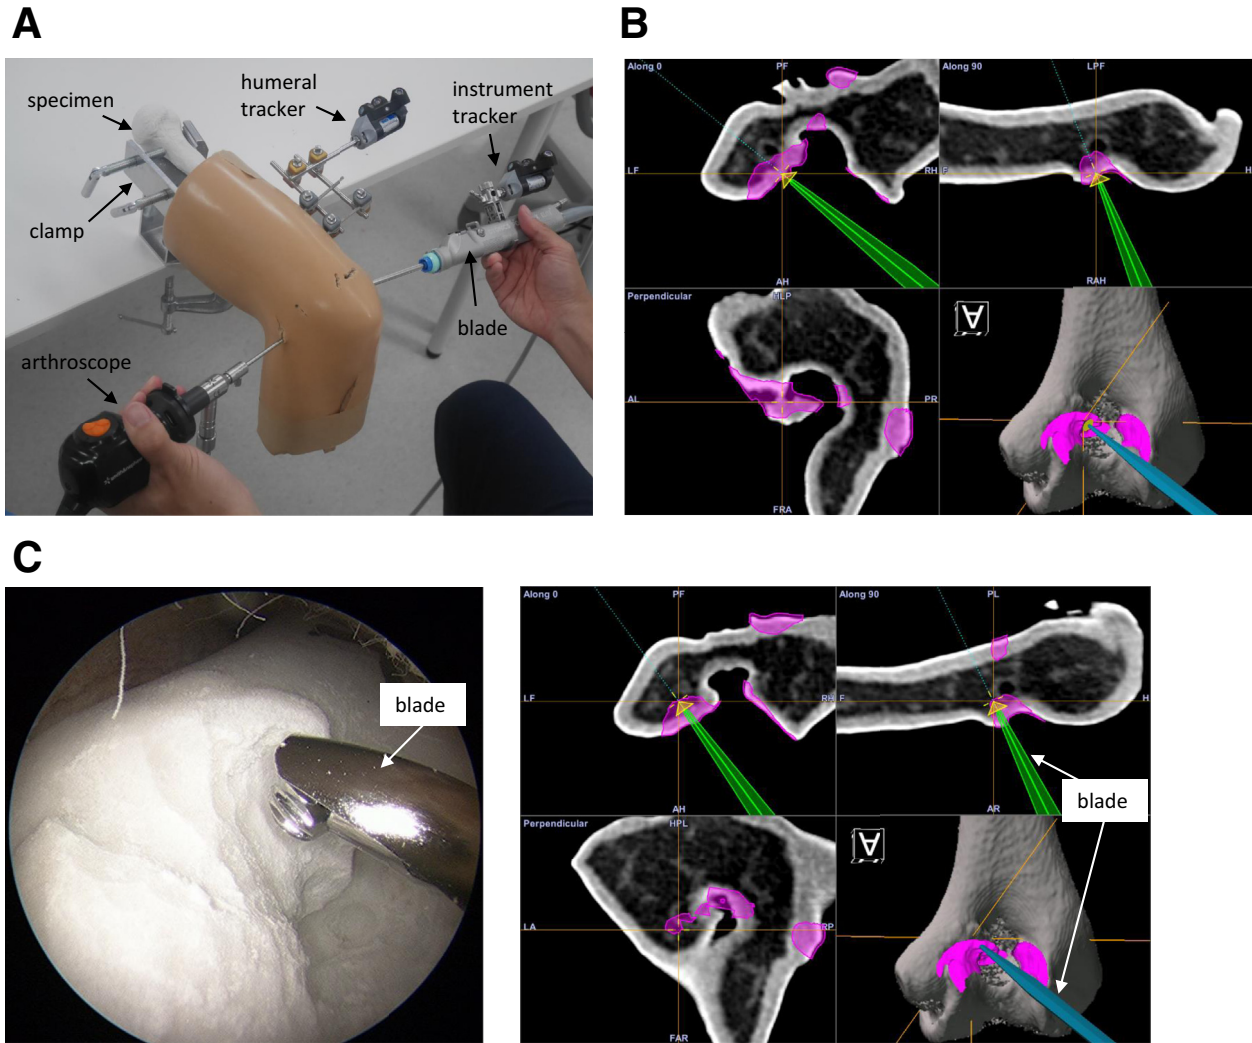 A
B
specimen
humeral
tracker
instrument
tracker
clamp
blade
arthroscope
Along 0
PF
LF
RH
AH
Along 90
LPF
F
H
RAH
Perpendicular
HLP
AL
PR
FRA
A
C
blade
Along 0
PF
LF
RH
AH
Along 90
PL
F
H
AR
blade
Perpendicular
HPL
LA
RP
FAR
A